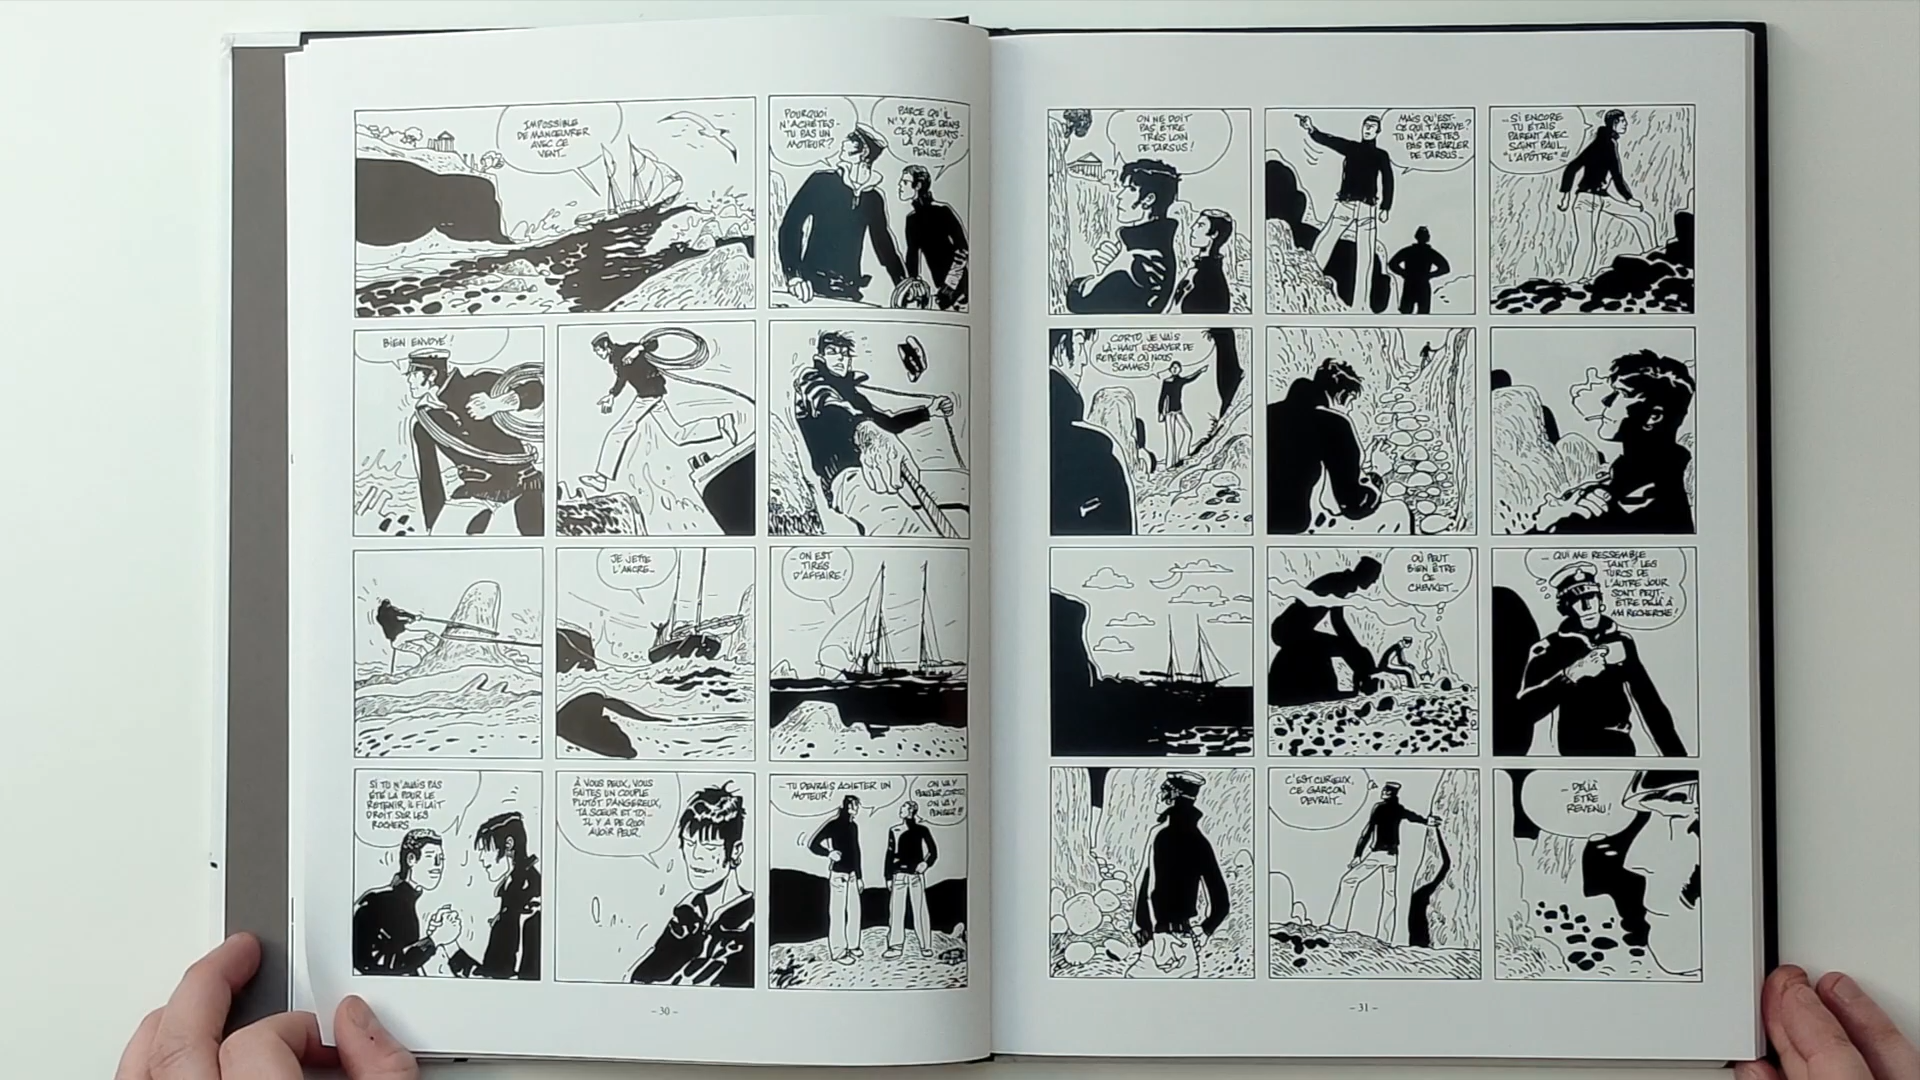 IMPOSSIBLE
DE MANŒUVRER
AVEC CE
VENT...
POURQUOI
N'ACHÈTES-
TU PAS UN
MOTEUR?
PARCE QU'IL
N'Y A QUE DANS
CES MOMENTS-
LÀ QUE J'Y
PENSE!
BIEN ENVOYÉ!
JE JETTE
L'ANCRE...
... ON EST
TIRÉS
D'AFFAIRE!
SI TU N'AVAIS PAS
ÉTÉ LÀ POUR LE
RETENIR, IL FILAIT
DROIT SUR LES
ROCHERS
À VOUS DEUX, VOUS
FAITES UN COUPLE
PLUTÔT DANGEREUX,
TA SŒUR ET TOI...
IL Y A DE QUOI
AVOIR PEUR.
... TU DEVRAIS ACHETER UN
MOTEUR!
ON VA Y
PENSER, CORTO,
ON VA Y
PENSER!!!
- 30 -
ON NE DOIT
PAS ÊTRE
TRÈS LOIN
DE TARSUS!
MAIS QU'EST-
CE QUI T'ARRIVE?
TU N'ARRÊTES
PAS DE PARLER
DE TARSUS...
... SI ENCORE
TU ÉTAIS
PARENT AVEC
SAINT PAUL,
"L'APÔTRE"!!
CORTO, JE VAIS
LÀ-HAUT ESSAYER DE
REPÉRER OÙ NOUS
SOMMES!
OÙ PEUT
BIEN ÊTRE
CE
CHEVKET...
... QUI ME RESSEMBLE
TANT? LES
TURCS DE
L'AUTRE JOUR
SONT PEUT-
ÊTRE DÉJÀ À
MA RECHERCHE!
C'EST CURIEUX,
CE GARÇON
DEVRAIT...
... DÉJÀ
ÊTRE
REVENU!
- 31 -